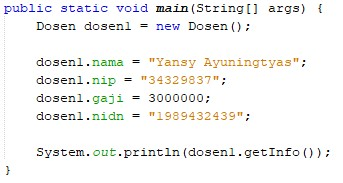 public static void main(String[] args) {
Dosen dosen1 = new Dosen();
dosen1.nama = "Yansy Ayuningtyas";
dosen1.nip = "34329837";
dosen1.gaji = 3000000;
dosen1.nidn = "1989432439";
System.out.println(dosen1.getInfo());
}